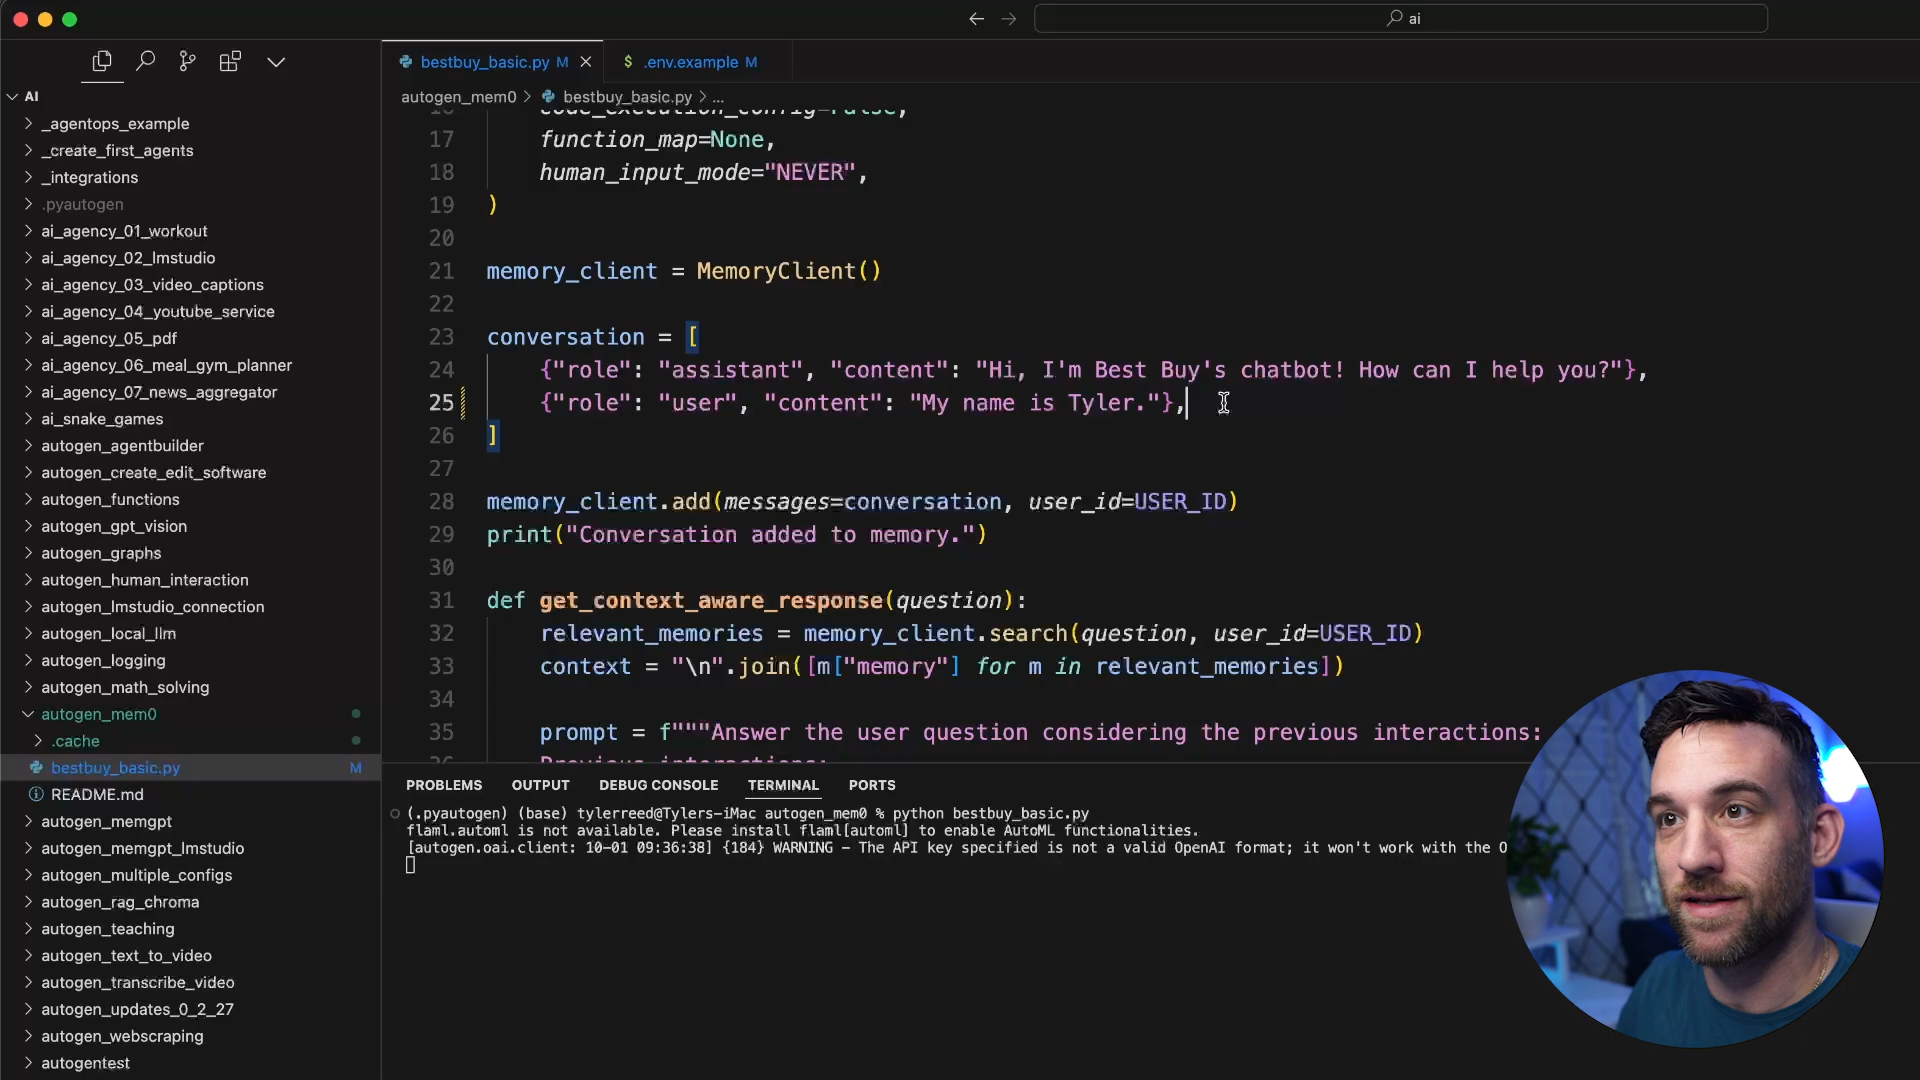 ai
AI
_agentops_example
_create_first_agents
_integrations
.pyautogen
ai_agency_01_workout
ai_agency_02_lmstudio
ai_agency_03_video_captions
ai_agency_04_youtube_service
ai_agency_05_pdf
ai_agency_06_meal_gym_planner
ai_agency_07_news_aggregator
ai_snake_games
autogen_agentbuilder
autogen_create_edit_software
autogen_functions
autogen_gpt_vision
autogen_graphs
autogen_human_interaction
autogen_lmstudio_connection
autogen_local_llm
autogen_logging
autogen_math_solving
autogen_mem0
.cache
bestbuy_basic.py M
README.md
autogen_memgpt
autogen_memgpt_lmstudio
autogen_multiple_configs
autogen_rag_chroma
autogen_teaching
autogen_text_to_video
autogen_transcribe_video
autogen_updates_0_2_27
autogen_webscraping
autogentest
bestbuy_basic.py M
$ .env.example M
autogen_mem0 > bestbuy_basic.py > ...
16 code_execution_config=False,
17 function_map=None,
18 human_input_mode="NEVER",
19 )
20
21 memory_client = MemoryClient()
22
23 conversation = [
24 {"role": "assistant", "content": "Hi, I'm Best Buy's chatbot! How can I help you?"},
25 {"role": "user", "content": "My name is Tyler."},
26 ]
27
28 memory_client.add(messages=conversation, user_id=USER_ID)
29 print("Conversation added to memory.")
30
31 def get_context_aware_response(question):
32 relevant_memories = memory_client.search(question, user_id=USER_ID)
33 context = "\n".join([m["memory"] for m in relevant_memories])
34
35 prompt = f"""Answer the user question considering the previous interactions:
36 Previous interactions:
PROBLEMS OUTPUT DEBUG CONSOLE TERMINAL PORTS
(.pyautogen) (base) tylerreed@Tylers-iMac autogen_mem0 % python bestbuy_basic.py
flaml.automl is not available. Please install flaml[automl] to enable AutoML functionalities.
[autogen.oai.client: 10-01 09:36:38] {184} WARNING - The API key specified is not a valid OpenAI format; it won't work with the O